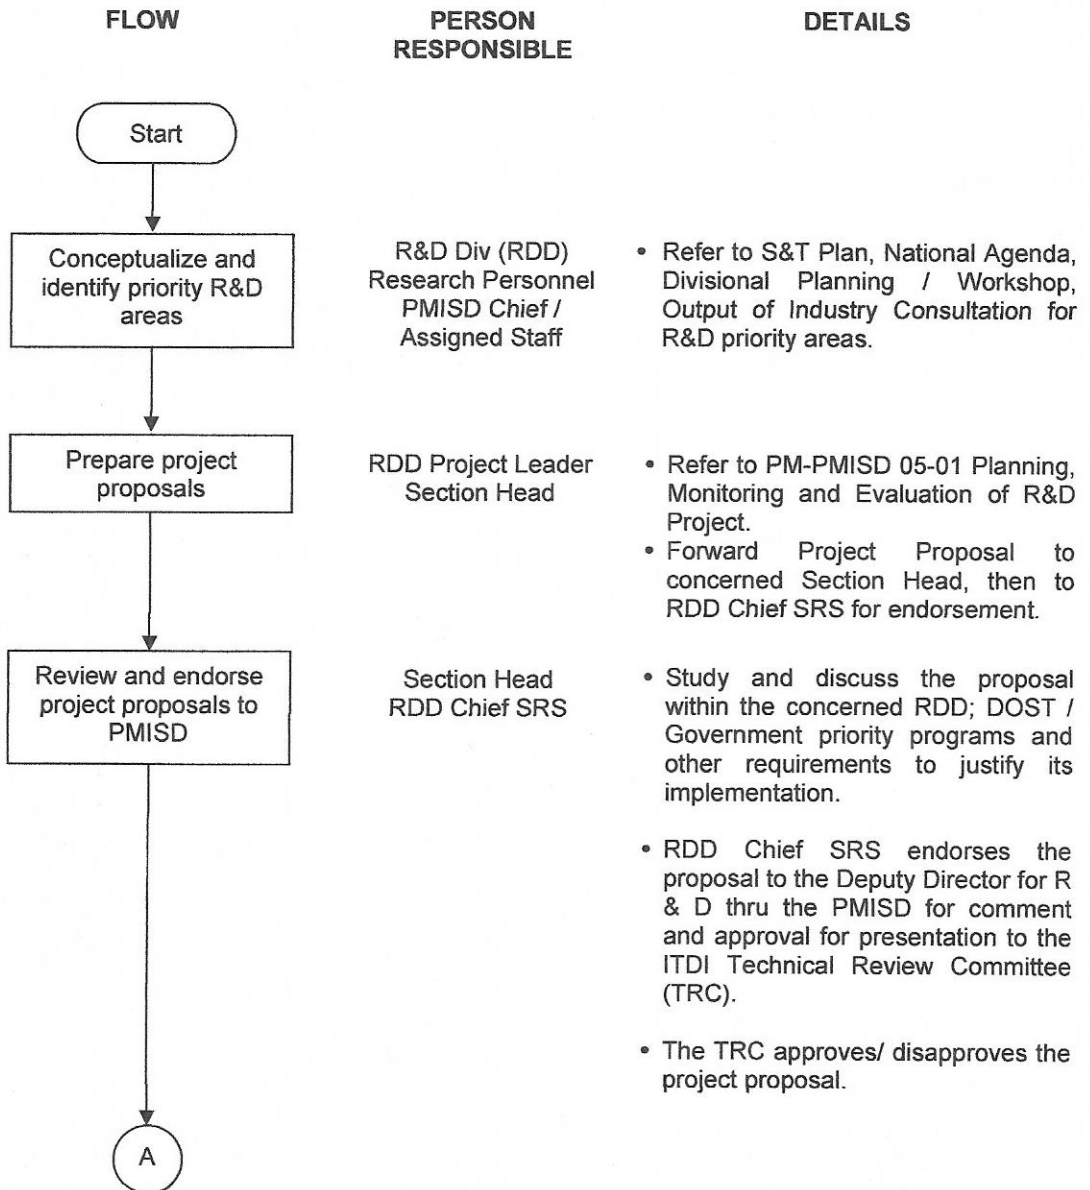 FLOW
PERSON
RESPONSIBLE
DETAILS
Start
Conceptualize and
identify priority R&D
areas
R&D Div (RDD)
Research Personnel
PMISD Chief /
Assigned Staff
• Refer to S&T Plan, National Agenda,
Divisional Planning / Workshop,
Output of Industry Consultation for
R&D priority areas.
Prepare project
proposals
RDD Project Leader
Section Head
• Refer to PM-PMISD 05-01 Planning,
Monitoring and Evaluation of R&D
Project.
• Forward Project Proposal to
concerned Section Head, then to
RDD Chief SRS for endorsement.
Review and endorse
project proposals to
PMISD
Section Head
RDD Chief SRS
• Study and discuss the proposal
within the concerned RDD; DOST /
Government priority programs and
other requirements to justify its
implementation.
• RDD Chief SRS endorses the
proposal to the Deputy Director for R
& D thru the PMISD for comment
and approval for presentation to the
ITDI Technical Review Committee
(TRC).
• The TRC approves/ disapproves the
project proposal.
A